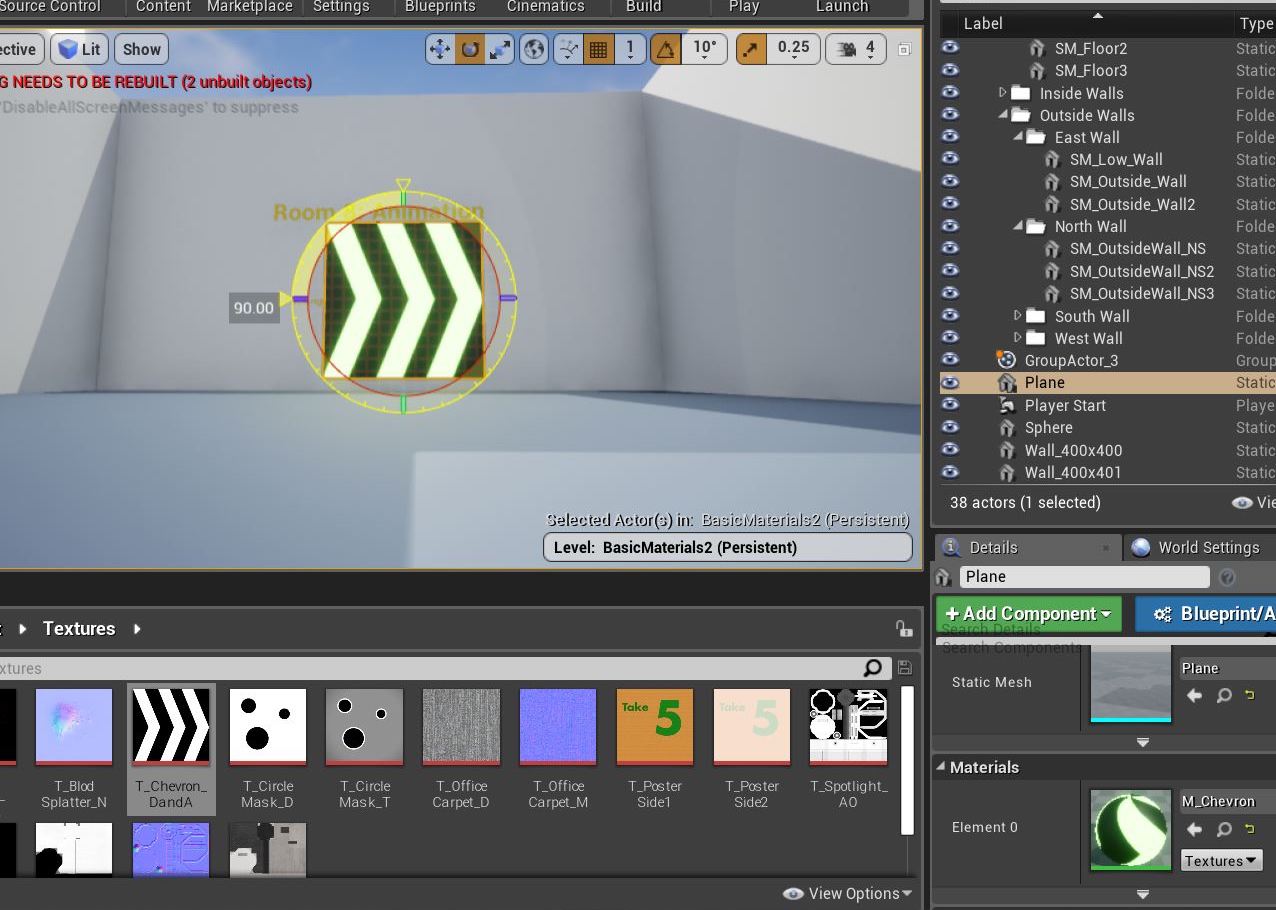 Source Control Content Marketplace Settings Blueprints Cinematics Build Play Launch
ective Lit Show 1 10° 0.25 4
G NEEDS TO BE REBUILT (2 unbuilt objects)
'DisableAllScreenMessages' to suppress
Animation
90.00
Selected Actor(s) in: BasicMaterials2 (Persistent)
Level: BasicMaterials2 (Persistent)
Label Type
SM_Floor2 Static
SM_Floor3 Static
Inside Walls Folde
Outside Walls Folde
East Wall Folde
SM_Low_Wall Static
SM_Outside_Wall Static
SM_Outside_Wall2 Static
North Wall Folde
SM_OutsideWall_NS Static
SM_OutsideWall_NS2 Static
SM_OutsideWall_NS3 Static
South Wall Folde
West Wall Folde
GroupActor_3 Group
Plane Static
Player Start Playe
Sphere Static
Wall_400x400 Static
Wall_400x401 Static
38 actors (1 selected) Vie
Details World Settings
Plane
+ Add Component Blueprint/A
Search Details
Search Components
Static Mesh Plane
Materials
Element 0 M_Chevron
Textures
Textures
xtures
Take 5 Take 5
T_Blod
Splatter_N
T_Chevron_
DandA
T_Circle
Mask_D
T_Circle
Mask_T
T_Office
Carpet_D
T_Office
Carpet_M
T_Poster
Side1
T_Poster
Side2
T_Spotlight_
AO
View Options